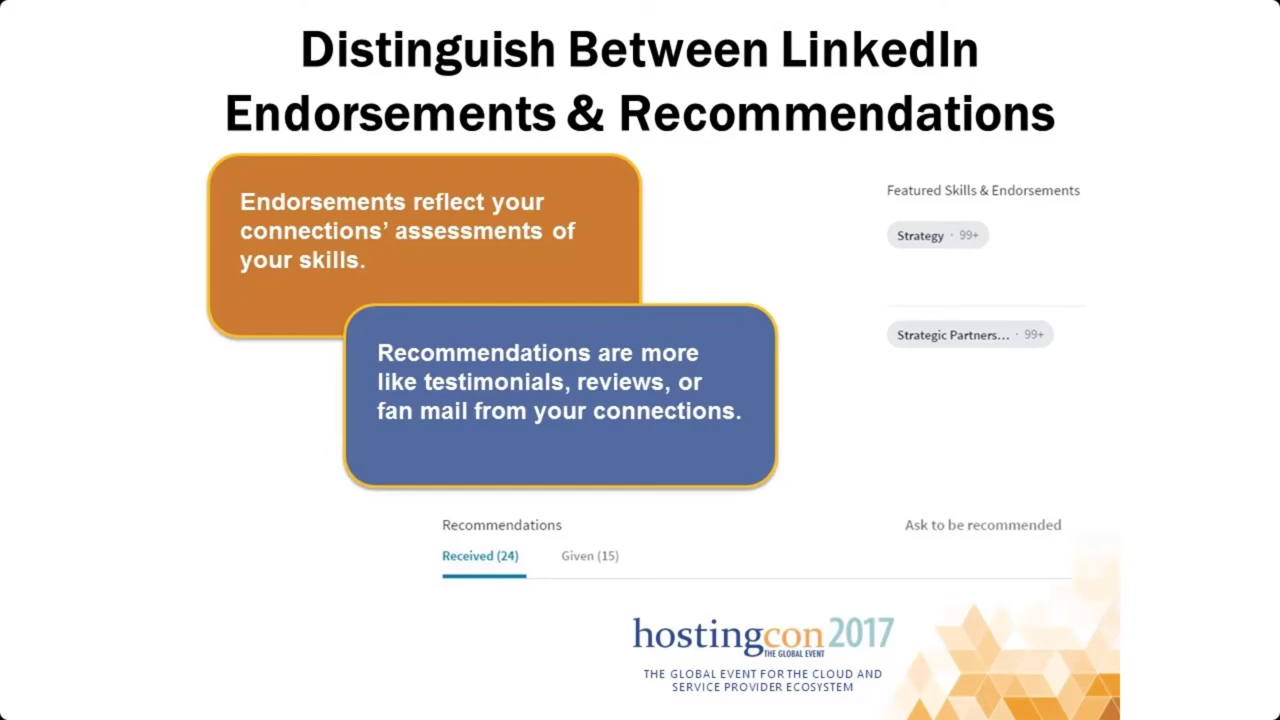 Distinguish Between LinkedIn
Endorsements & Recommendations
Endorsements reflect your
connections’ assessments of
your skills.
Featured Skills & Endorsements
Strategy · 99+
Strategic Partners... · 99+
Recommendations are more
like testimonials, reviews, or
fan mail from your connections.
Recommendations
Ask to be recommended
Received (24)
Given (15)
hostingcon 2017
THE GLOBAL EVENT
THE GLOBAL EVENT FOR THE CLOUD AND
SERVICE PROVIDER ECOSYSTEM